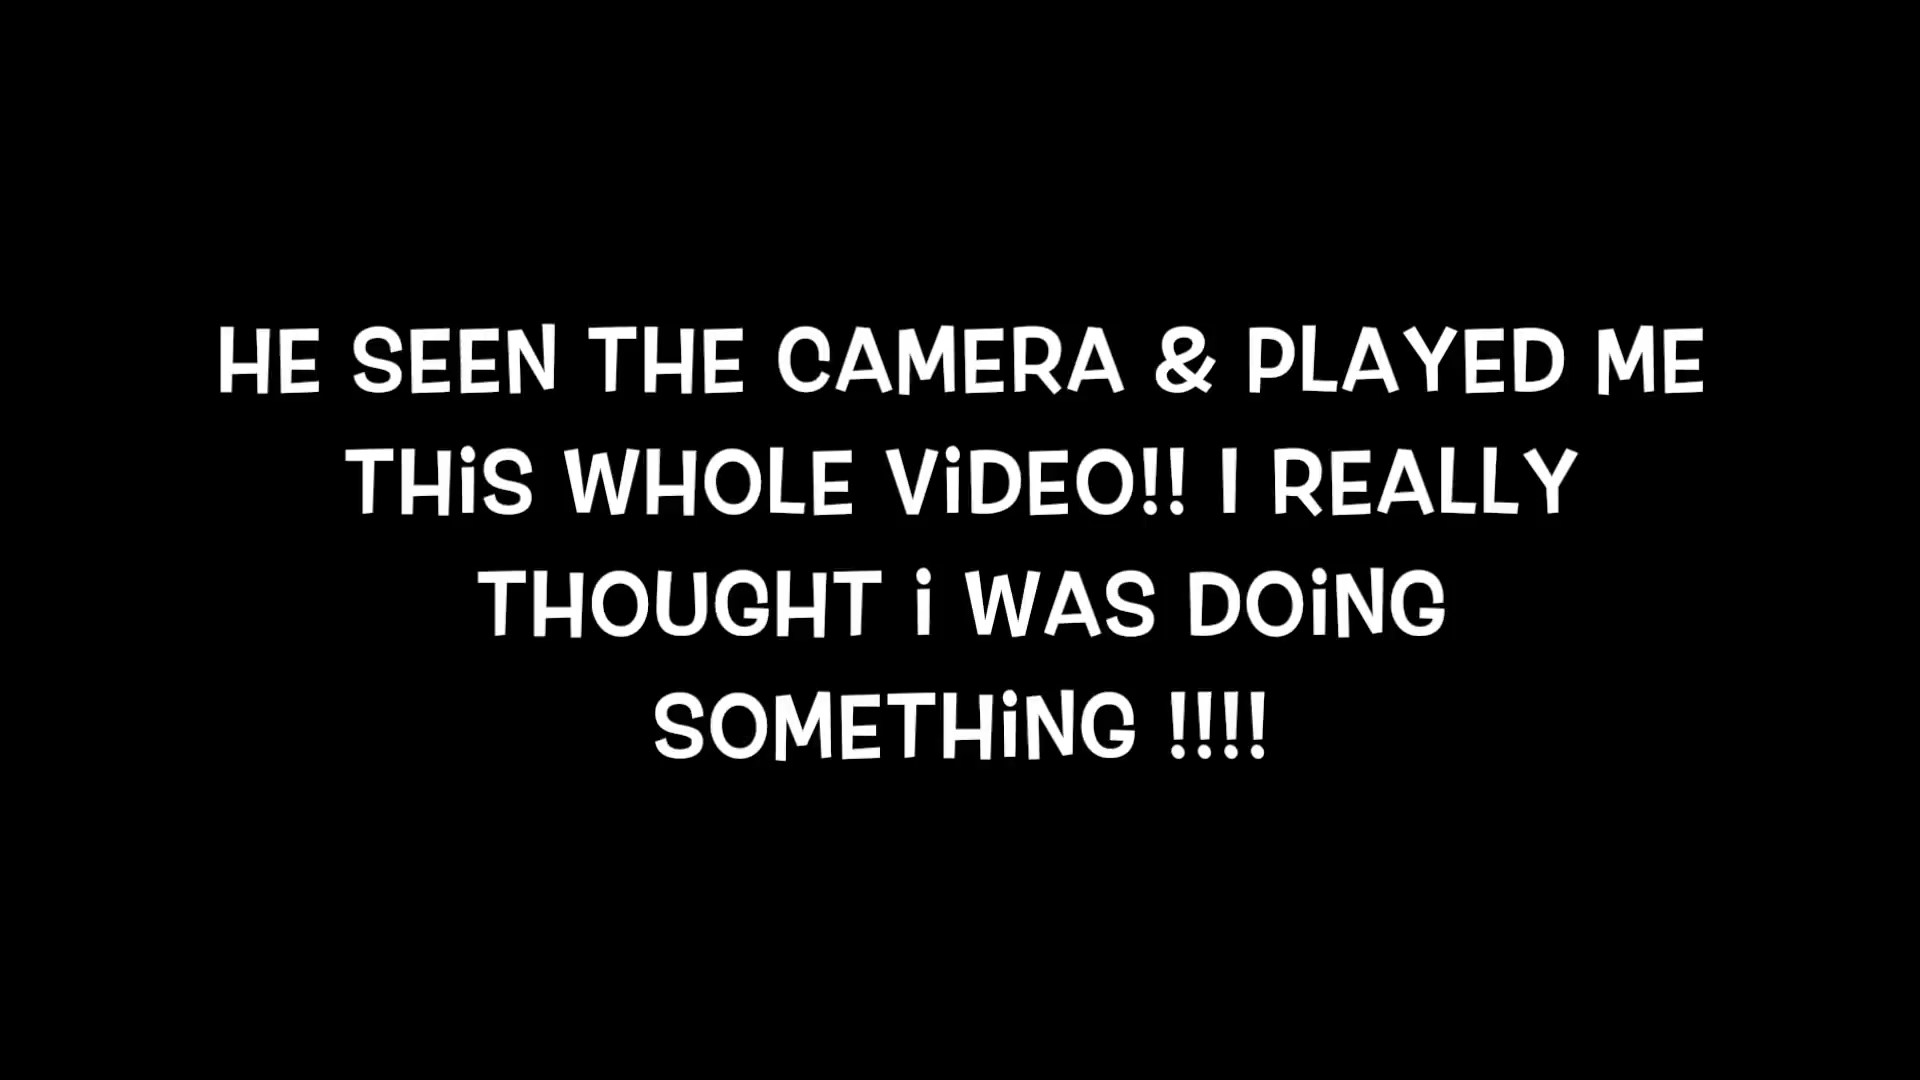 HE SEEN THE CAMERA & PLAYED ME
THiS WHOLE ViDEO!! I REALLY
THOUGHT i WAS DOiNG
SOMETHiNG !!!!